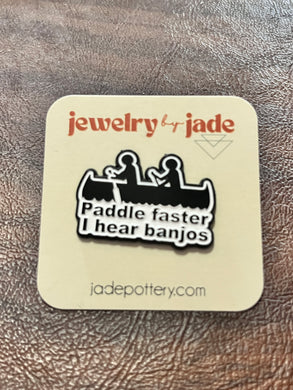 jewelry by jade
Paddle faster
I hear banjos
jadepottery.com